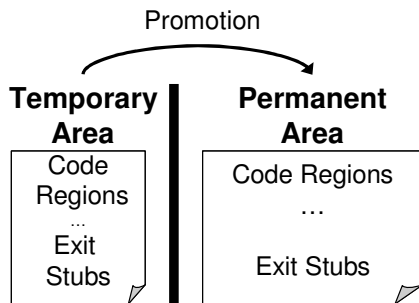 Promotion
Temporary
Area
Permanent
Area
Code
Regions
...
Exit
Stubs
Code Regions
...
Exit Stubs